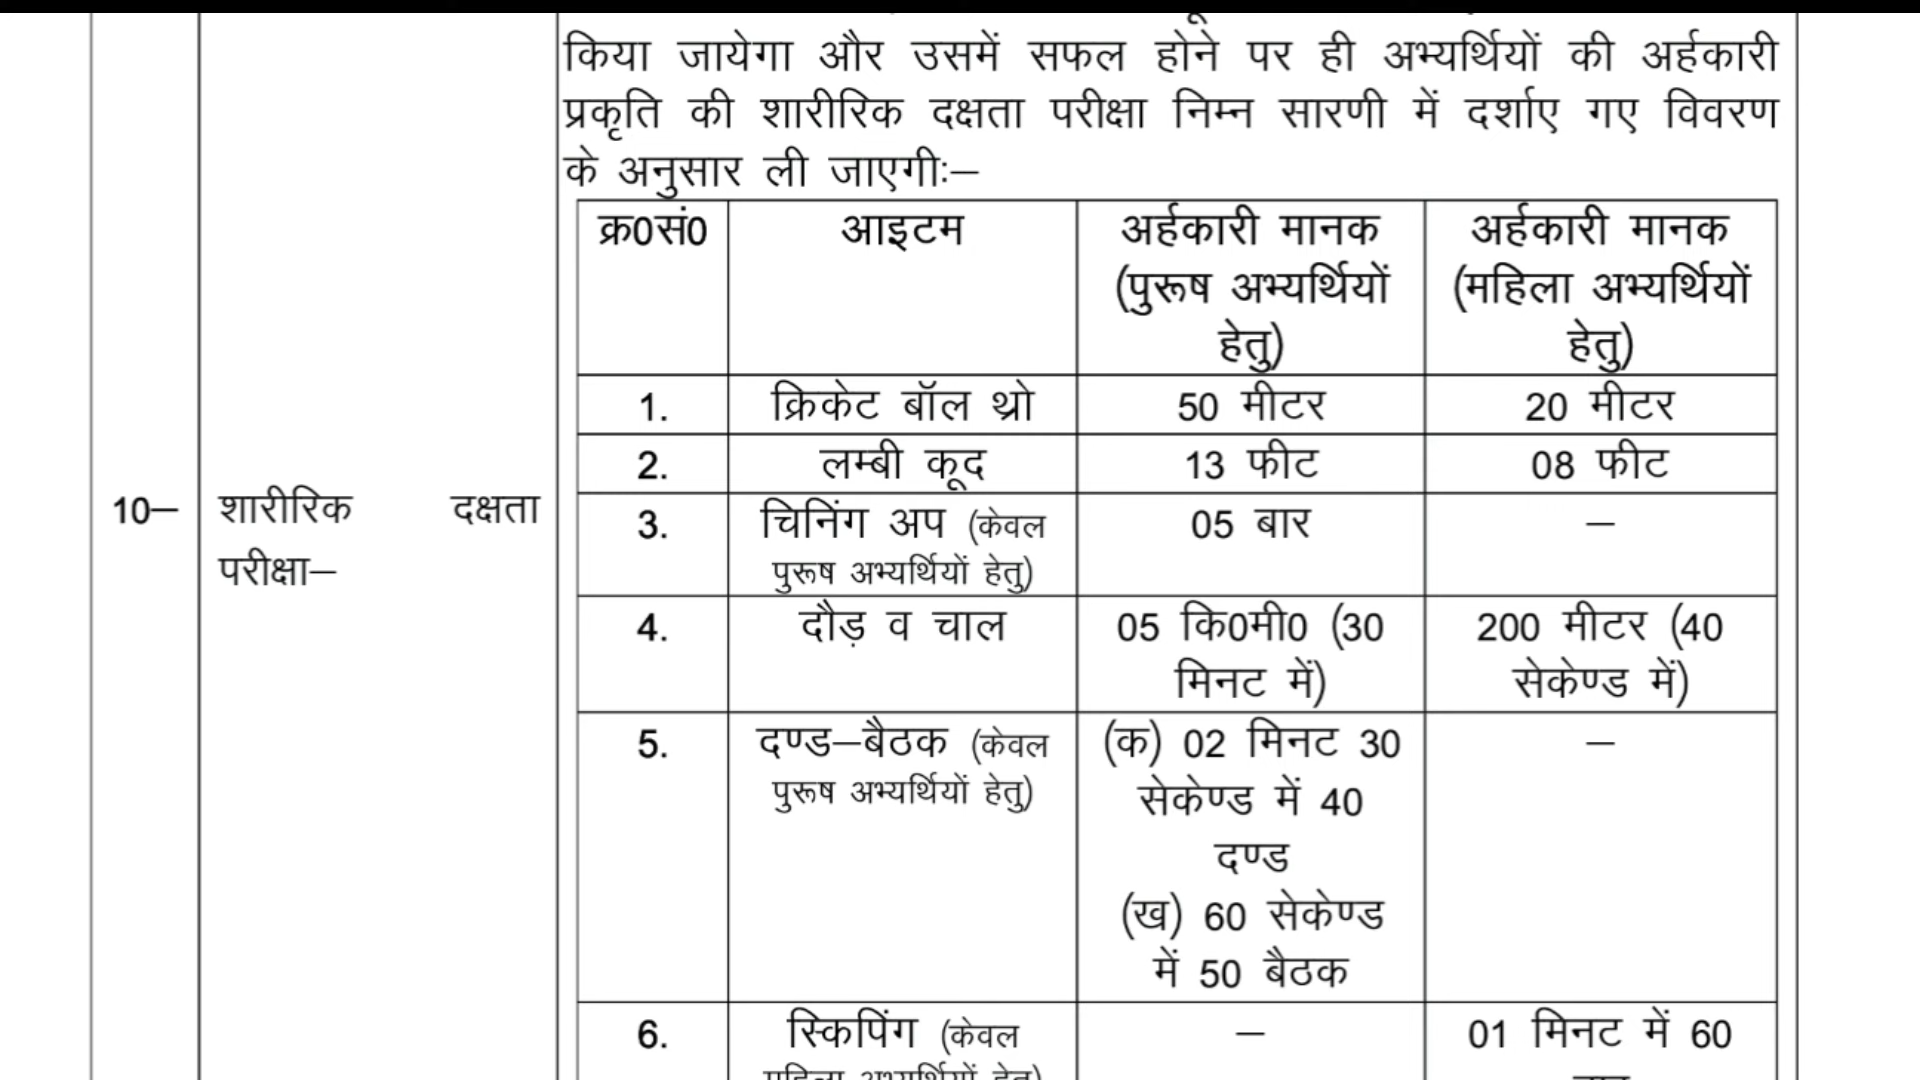 किया जायेगा और उसमें सफल होने पर ही अभ्यर्थियों की अर्हकारी
प्रकृति की शारीरिक दक्षता परीक्षा निम्न सारणी में दर्शाए गए विवरण
के अनुसार ली जाएगीः–
क्र0सं0 आइटम अर्हकारी मानक (पुरूष अभ्यर्थियों हेतु) अर्हकारी मानक (महिला अभ्यर्थियों हेतु)
1. क्रिकेट बॉल थ्रो 50 मीटर 20 मीटर
2. लम्बी कूद 13 फीट 08 फीट
10– शारीरिक दक्षता
परीक्षा–
3. चिनिंग अप (केवल पुरूष अभ्यर्थियों हेतु) 05 बार –
4. दौड़ व चाल 05 कि0मी0 (30 मिनट में) 200 मीटर (40 सेकेण्ड में)
5. दण्ड–बैठक (केवल पुरूष अभ्यर्थियों हेतु) (क) 02 मिनट 30 सेकेण्ड में 40 दण्ड –
(ख) 60 सेकेण्ड में 50 बैठक
6. स्किपिंग (केवल महिला अभ्यर्थियों हेतु) – 01 मिनट में 60